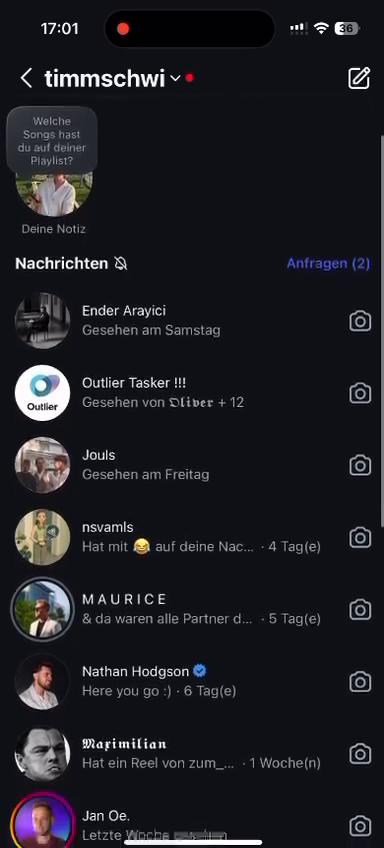 17:01
36
timmschwi
Welche
Songs hast
du auf deiner
Playlist?
Deine Notiz
Nachrichten
Anfragen (2)
Ender Arayici
Gesehen am Samstag
Outlier Tasker !!!
Outlier
Gesehen von 𝕺𝖑𝖎𝖛𝖊𝖗 + 12
Jouls
Gesehen am Freitag
nsvamls
Hat mit 😂 auf deine Nac... · 4 Tag(e)
M A U R I C E
& da waren alle Partner d... · 5 Tag(e)
Nathan Hodgson
Here you go :) · 6 Tag(e)
𝕸𝖆𝖝𝖎𝖒𝖎𝖑𝖎𝖆𝖓
Hat ein Reel von zum_... · 1 Woche(n)
Jan Oe.
Letzte Woche